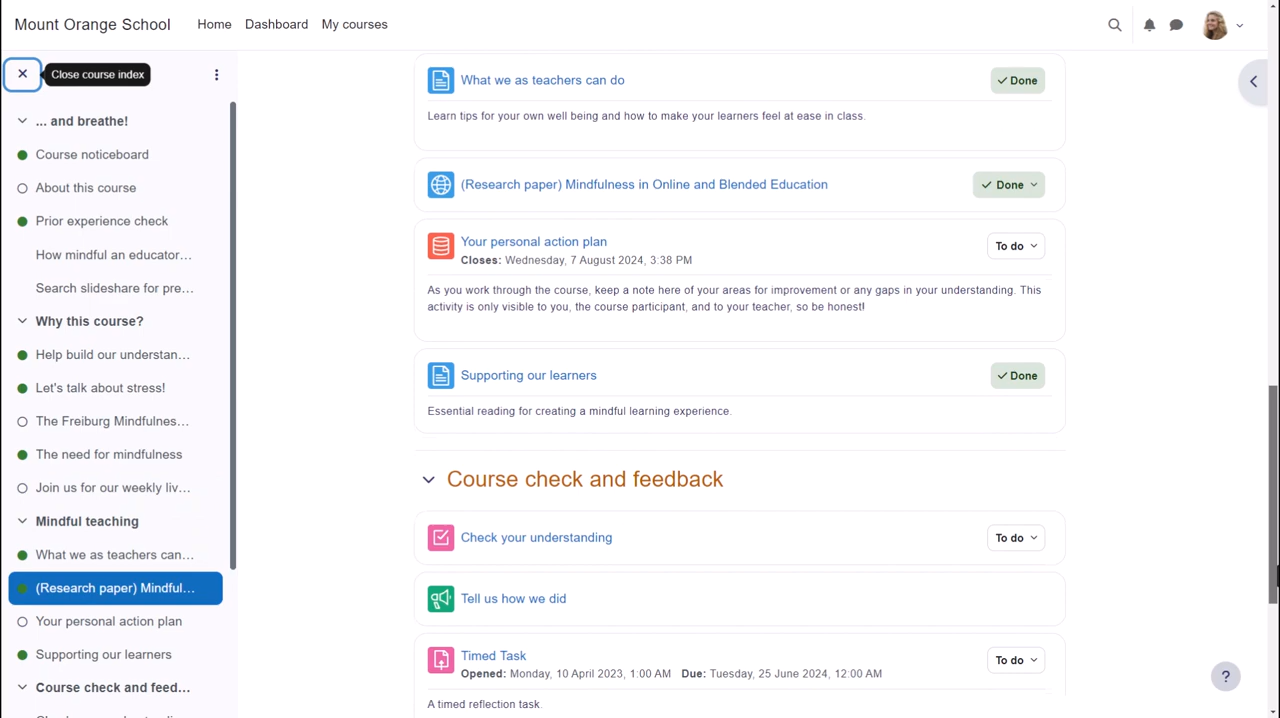 Mount Orange School
Home
Dashboard
My courses
Close course index
... and breathe!
Course noticeboard
About this course
Prior experience check
How mindful an educator...
Search slideshare for pre...
Why this course?
Help build our understan...
Let's talk about stress!
The Freiburg Mindfulnes...
The need for mindfulness
Join us for our weekly liv...
Mindful teaching
What we as teachers can...
(Research paper) Mindful...
Your personal action plan
Supporting our learners
Course check and feed...
What we as teachers can do
Done
Learn tips for your own well being and how to make your learners feel at ease in class.
(Research paper) Mindfulness in Online and Blended Education
Done
Your personal action plan
To do
Closes: Wednesday, 7 August 2024, 3:38 PM
As you work through the course, keep a note here of your areas for improvement or any gaps in your understanding. This
activity is only visible to you, the course participant, and to your teacher, so be honest!
Supporting our learners
Done
Essential reading for creating a mindful learning experience.
Course check and feedback
Check your understanding
To do
Tell us how we did
Timed Task
To do
Opened: Monday, 10 April 2023, 1:00 AM Due: Tuesday, 25 June 2024, 12:00 AM
A timed reflection task.
?